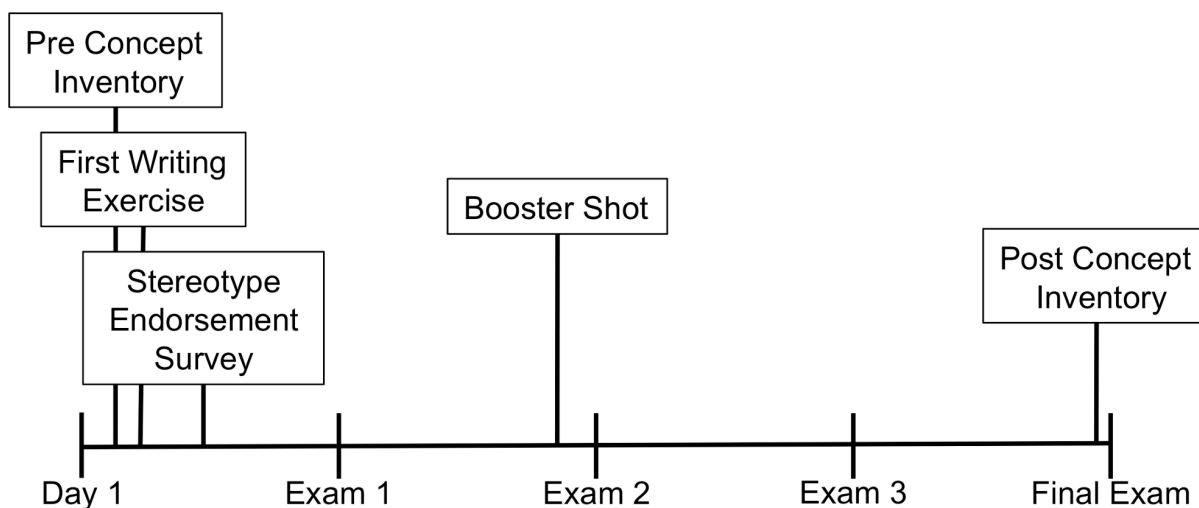 Pre Concept
Inventory
First Writing
Exercise
Stereotype
Endorsement
Survey
Booster Shot
Post Concept
Inventory
Day 1
Exam 1
Exam 2
Exam 3
Final Exam